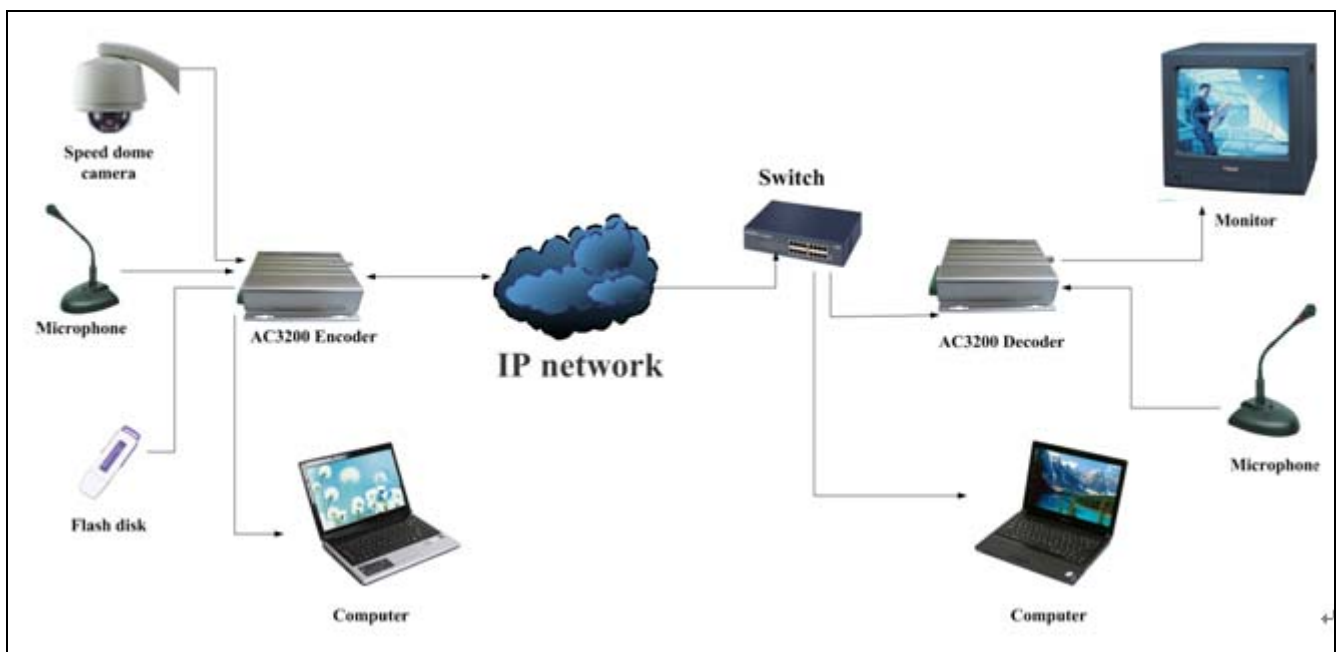 Speed dome
camera
Switch
Monitor
Microphone
AC3200 Encoder
IP network
AC3200 Decoder
Microphone
Flash disk
Computer
Computer